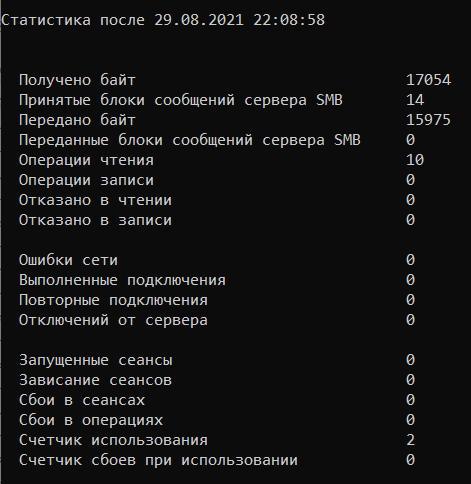 Статистика после 29.08.2021 22:08:58
Получено байт 17054
Принятые блоки сообщений сервера SMB 14
Передано байт 15975
Переданные блоки сообщений сервера SMB 0
Операции чтения 10
Операции записи 0
Отказано в чтении 0
Отказано в записи 0
Ошибки сети 0
Выполненные подключения 0
Повторные подключения 0
Отключений от сервера 0
Запущенные сеансы 0
Зависание сеансов 0
Сбои в сеансах 0
Сбои в операциях 0
Счетчик использования 2
Счетчик сбоев при использовании 0